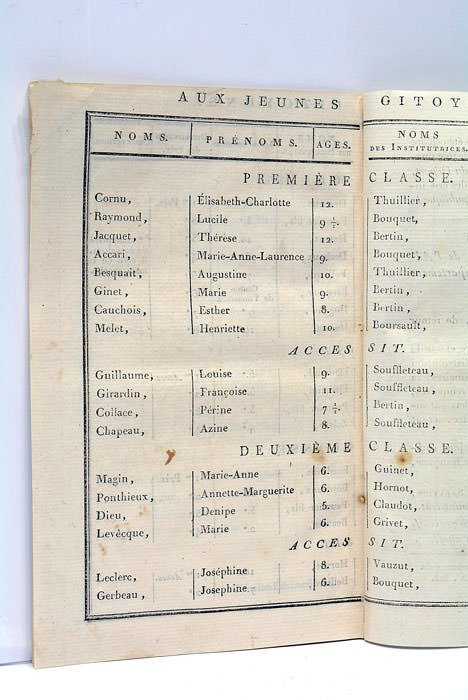 AUX JEUNES GITOY
NOMS. PRÉNOMS. AGES. NOMS
DES INSTITUTRICES.
PREMIÈRE CLASSE.
Cornu, Élisabeth-Charlotte 12. Thuillier,
Raymond, Lucile 9 1/2. Bouquet,
Jacquet, Thérèse 12. Bertin,
Accari, Marie-Anne-Laurence 9. Bouquet,
Besquait, Augustine 10. Thuillier,
Ginet, Marie 9. Bertin,
Cauchois, Esther 8. Bertin,
Melet, Henriette 10. Boursault,
ACCESSIT.
Guillaume, Louise 9. Souffleteau,
Girardin, Françoise 11. Souffleteau,
Collace, Périne 7 1/2. Bertin,
Chapeau, Azine 8. Souffleteau,
DEUXIÈME CLASSE.
Magin, Marie-Anne 6. Guinet,
Ponthieux, Annette-Marguerite 6. Hornot,
Dieu, Denipe 5. Claudot,
Levêcque, Marie 6. Grivet,
ACCESSIT.
Leclerc, Joséphine 8. Vauzut,
Gerbeau, Josephine 6. Bouquet,